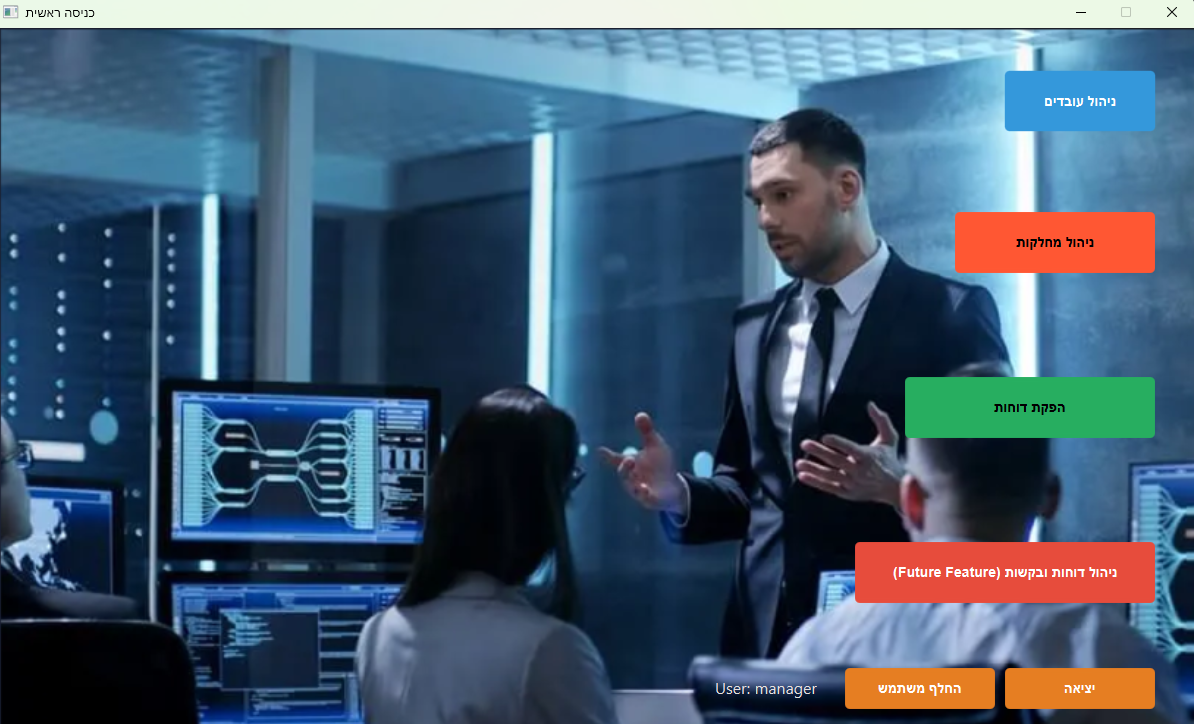 כניסה ראשית
ניהול עובדים
ניהול מחלקות
הפקת דוחות
ניהול דוחות ובקשות (Future Feature)
יציאה
החלף משתמש
User: manager